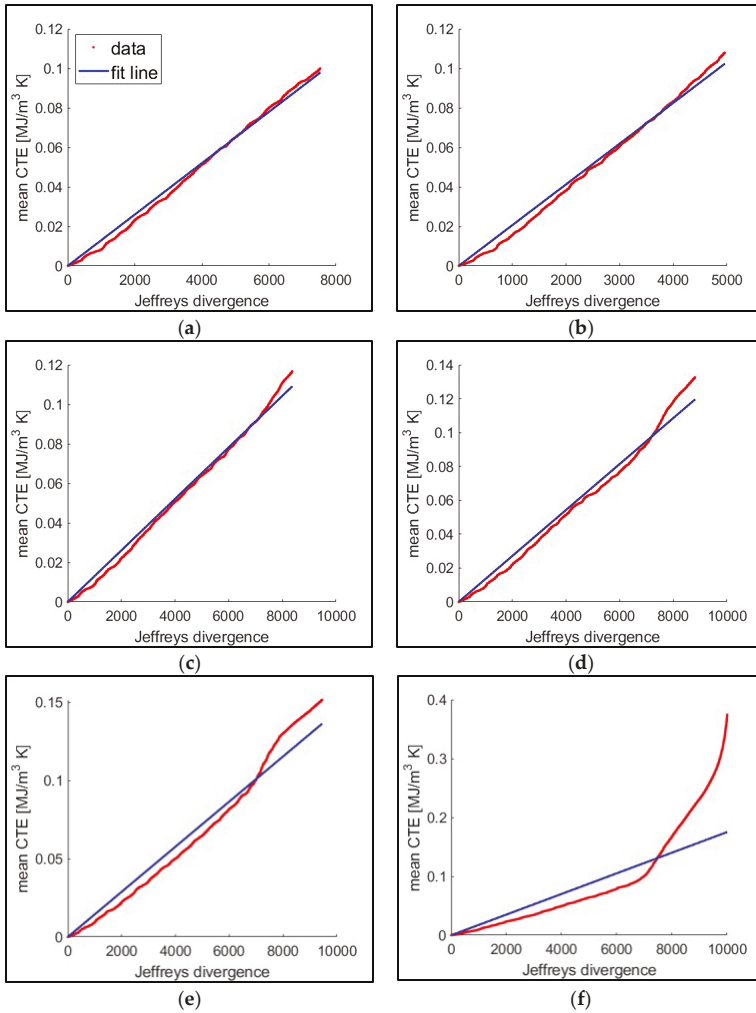 0.12
0.1
0.08
0.06
0.04
0.02
0
mean CTE [MJ/m³ K]
data
fit line
0 2000 4000 6000 8000
Jeffreys divergence
(a)
0.12
0.1
0.08
0.06
0.04
0.02
0
mean CTE [MJ/m³ K]
0 1000 2000 3000 4000 5000
Jeffreys divergence
(b)
0.12
0.1
0.08
0.06
0.04
0.02
0
mean CTE [MJ/m³ K]
0 2000 4000 6000 8000 10000
Jeffreys divergence
(c)
0.14
0.12
0.1
0.08
0.06
0.04
0.02
0
mean CTE [MJ/m³ K]
0 2000 4000 6000 8000 10000
Jeffreys divergence
(d)
0.15
0.1
0.05
0
mean CTE [MJ/m³ K]
0 2000 4000 6000 8000 10000
Jeffreys divergence
(e)
0.4
0.3
0.2
0.1
0
mean CTE [MJ/m³ K]
0 2000 4000 6000 8000 10000
Jeffreys divergence
(f)